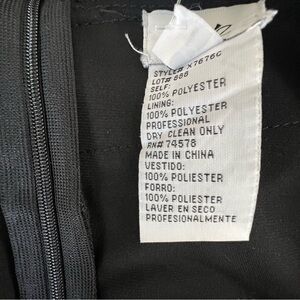 STYLE# X7676C
LOT# 666
SELF:
100% POLYESTER
LINING:
100% POLYESTER
PROFESSIONAL
DRY CLEAN ONLY
RN# 74578
MADE IN CHINA
VESTIDO:
100% POLIESTER
FORRO:
100% POLIESTER
LAVER EN SECO
PROFESIONALMENTE